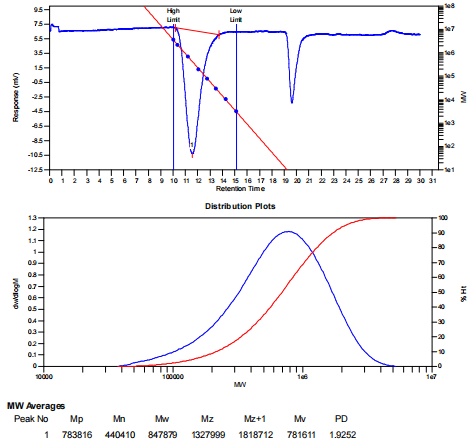 High Low
Limit Limit
9.5
7.5
5.5
3.5
1.5
-0.5
-2.5
-4.5
-6.5
-8.5
-10.5
-12.5
Response (mV)
1
1e8
1e7
1e6
1e5
1e4
1e3
1e2
1e1
MW
0 1 2 3 4 5 6 7 8 9 10 11 12 13 14 15 16 17 18 19 20 21 22 23 24 25 26 27 28 29 30 31
Retention Time
Distribution Plots
1.3
1.2
1.1
1
0.9
0.8
0.7
0.6
0.5
0.4
0.3
0.2
0.1
0
dw/dlogM
100
90
80
70
60
50
40
30
20
10
0
% Ht
10000 100000 1e6 1e7
MW
MW Averages
Peak No Mp Mn Mw Mz Mz+1 Mv PD
1 783816 440410 847879 1327999 1818712 781611 1.9252